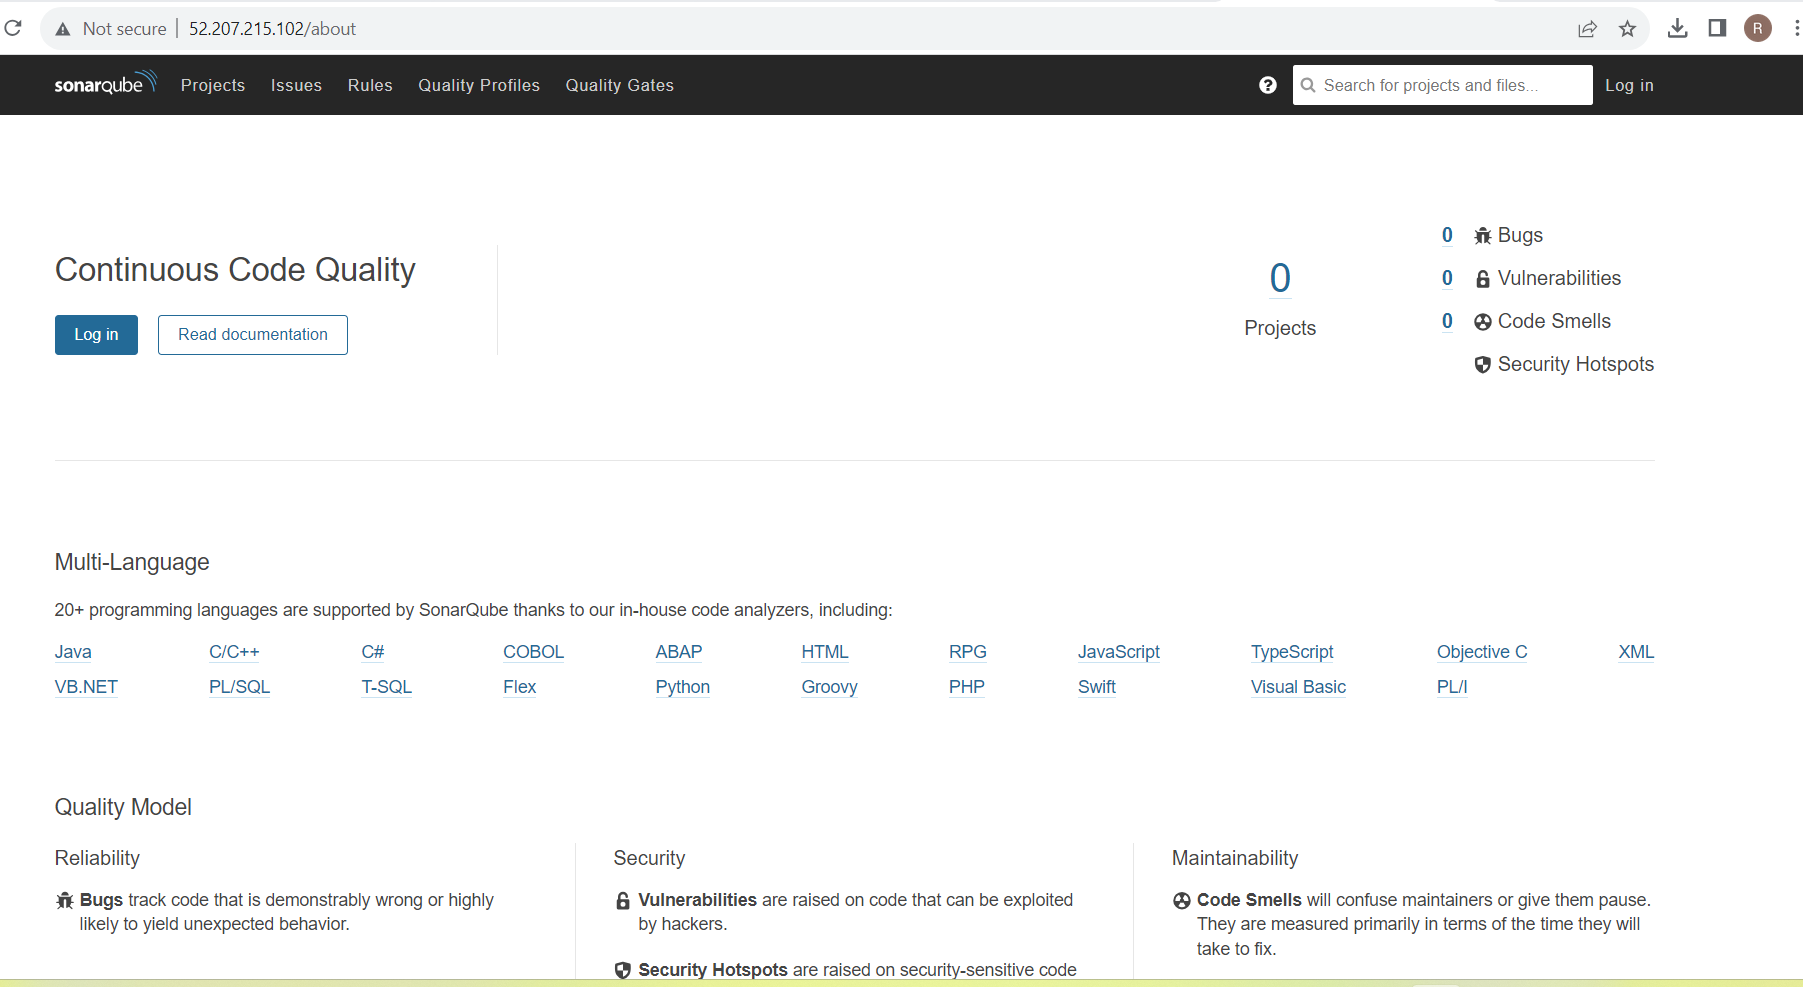 Not secure | 52.207.215.102/about
R
sonarqube Projects Issues Rules Quality Profiles Quality Gates
? Search for projects and files... Log in
Continuous Code Quality
Log in Read documentation
0
Projects
0 Bugs
0 Vulnerabilities
0 Code Smells
Security Hotspots
Multi-Language
20+ programming languages are supported by SonarQube thanks to our in-house code analyzers, including:
Java C/C++ C# COBOL ABAP HTML RPG JavaScript TypeScript Objective C XML
VB.NET PL/SQL T-SQL Flex Python Groovy PHP Swift Visual Basic PL/I
Quality Model
Reliability
Bugs track code that is demonstrably wrong or highly
likely to yield unexpected behavior.
Security
Vulnerabilities are raised on code that can be exploited
by hackers.
Security Hotspots are raised on security-sensitive code
Maintainability
Code Smells will confuse maintainers or give them pause.
They are measured primarily in terms of the time they will
take to fix.